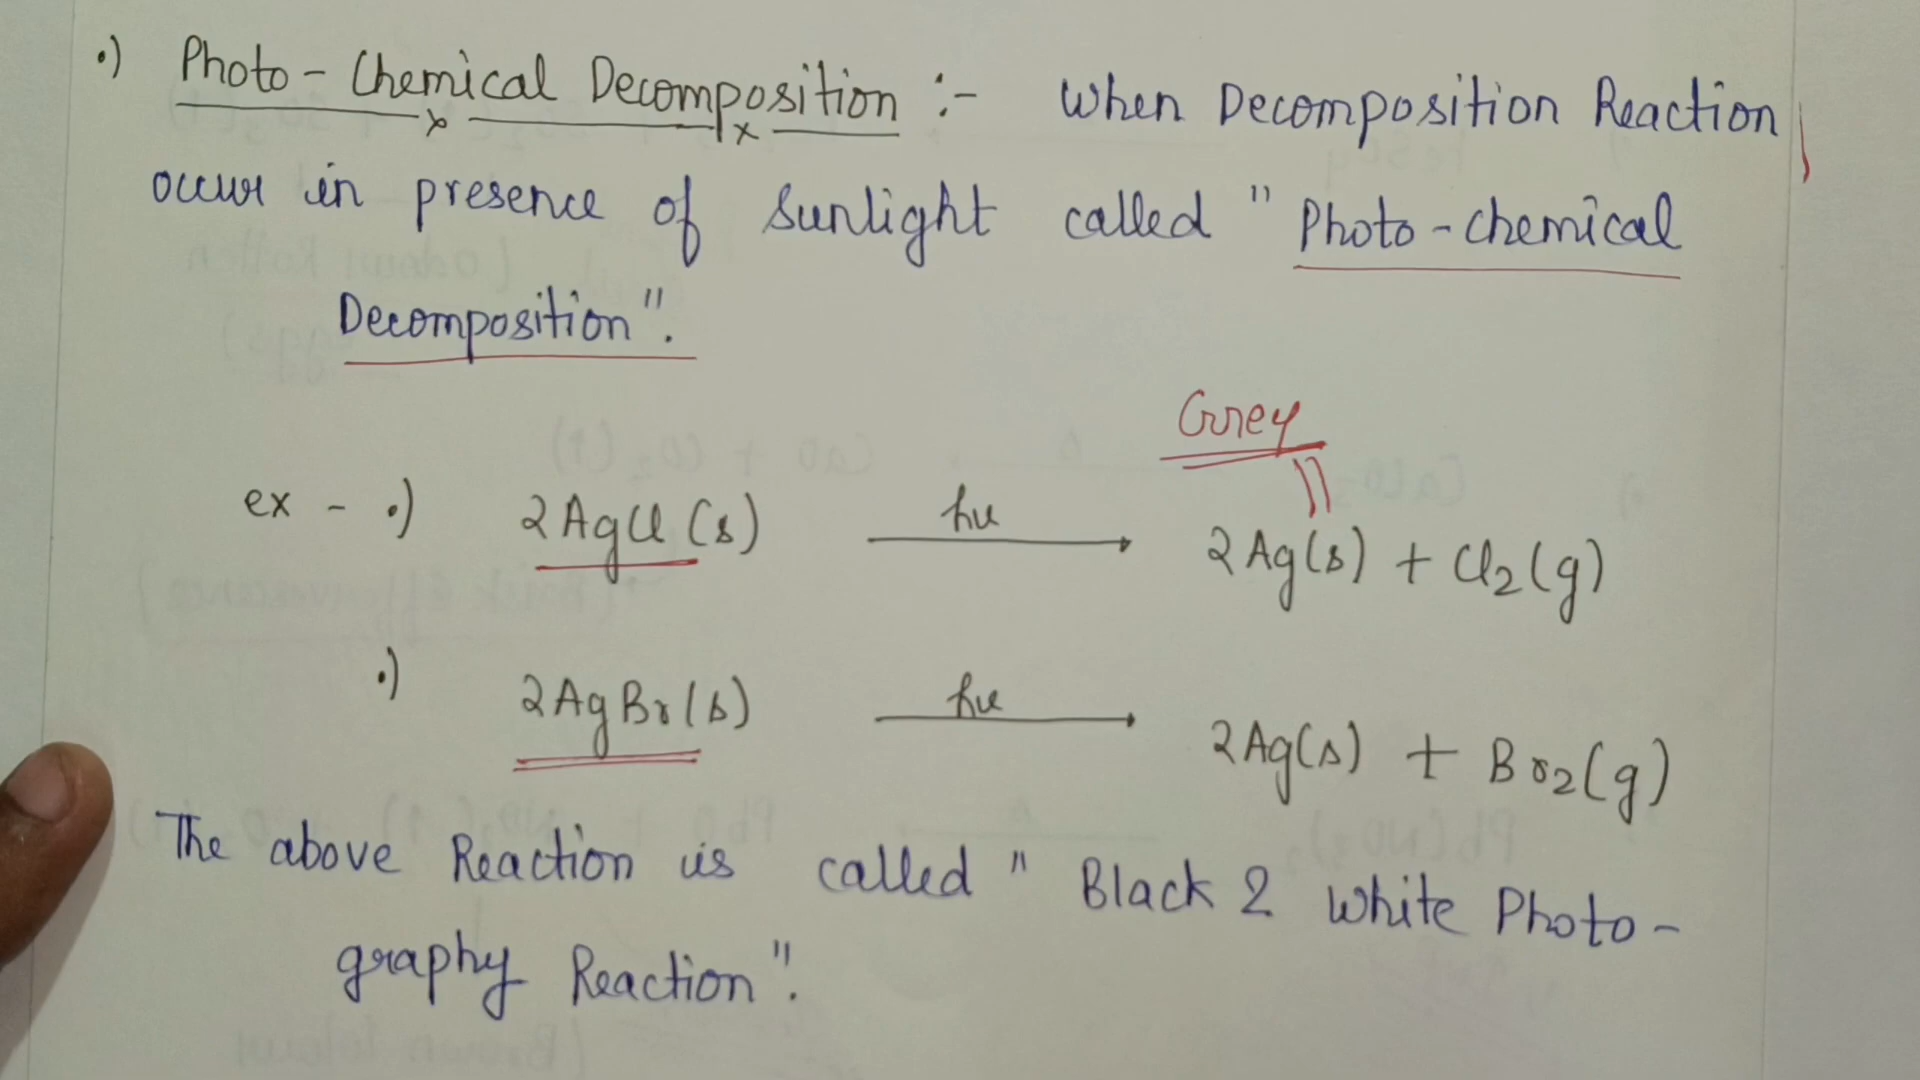 •) Photo - Chemical Decomposition :- When Decomposition Reaction
occur in presence of Sunlight called " Photo - chemical
Decomposition ".
Grey
ex - •) 2AgCl (s) hν 2Ag(s) + Cl2(g)
•) 2AgBr(s) hν 2Ag(s) + Br2(g)
The above Reaction is called " Black & White Photo -
graphy Reaction ".